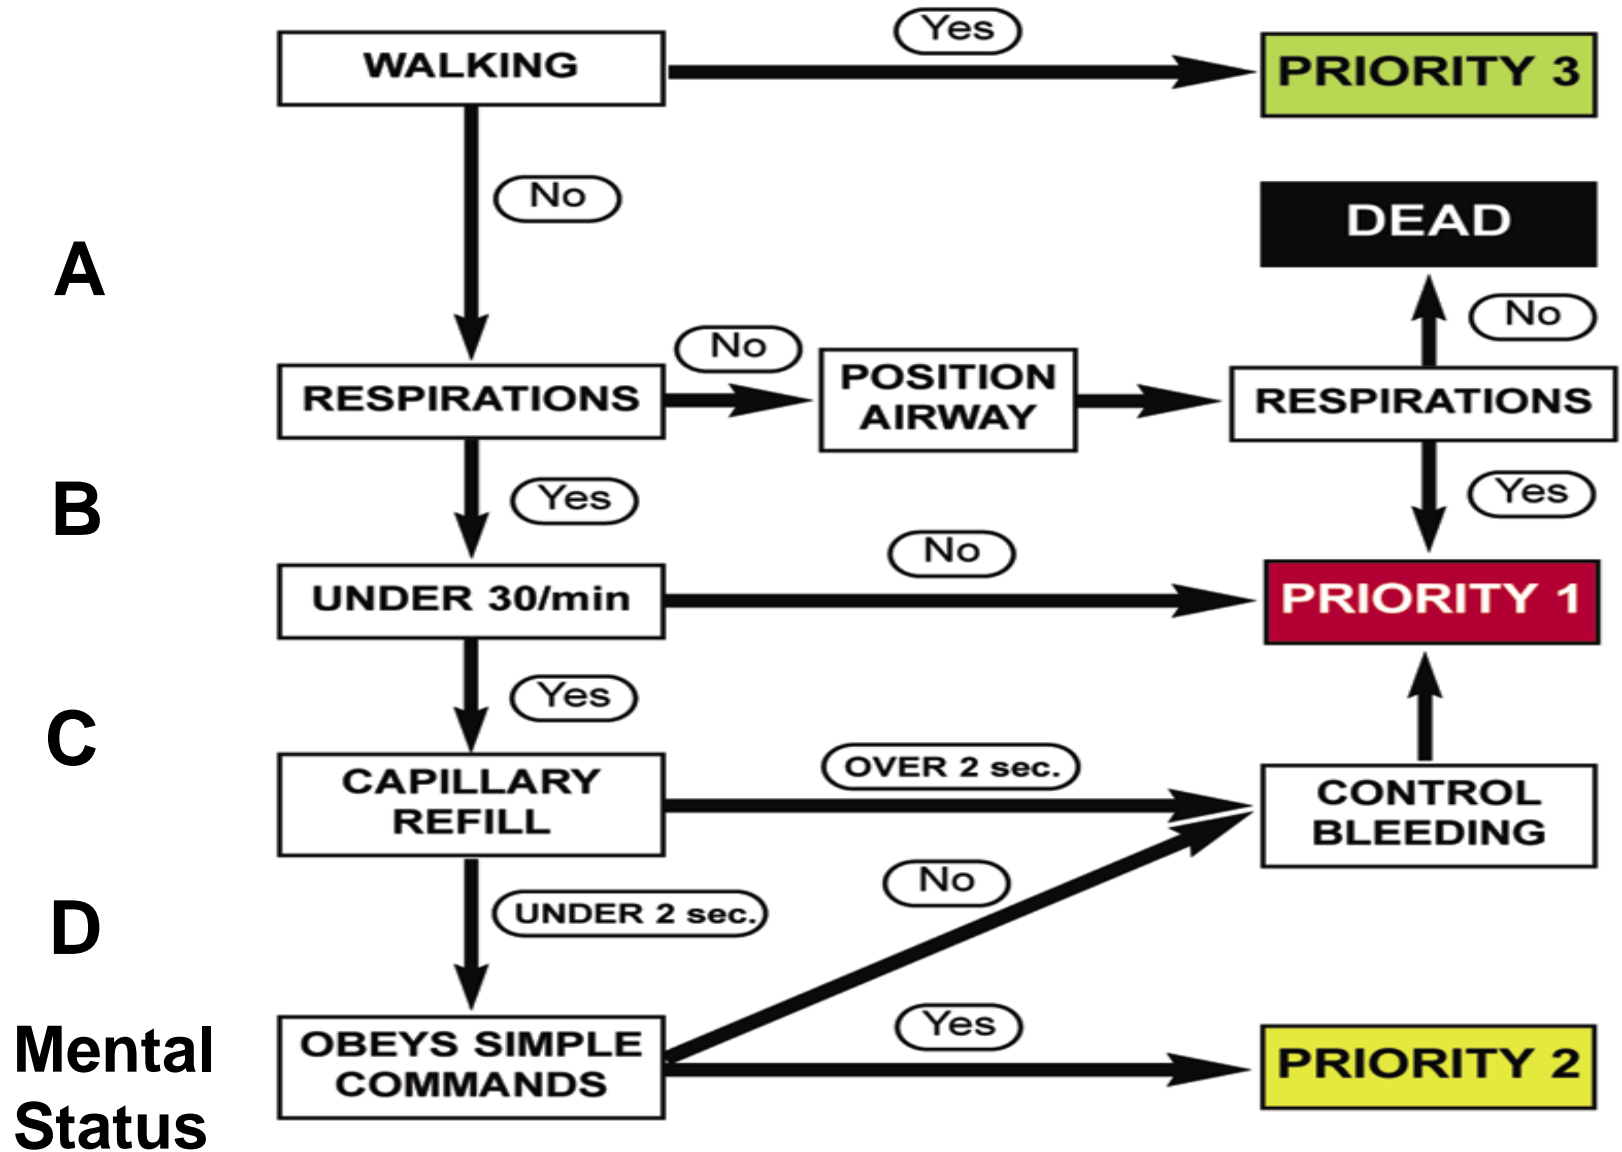 WALKING
Yes
PRIORITY 3
No
DEAD
A
No
RESPIRATIONS
No
POSITION
AIRWAY
RESPIRATIONS
B
Yes
Yes
UNDER 30/min
No
PRIORITY 1
C
Yes
CAPILLARY
REFILL
OVER 2 sec.
CONTROL
BLEEDING
D
UNDER 2 sec.
No
Mental
Status
OBEYS SIMPLE
COMMANDS
Yes
PRIORITY 2